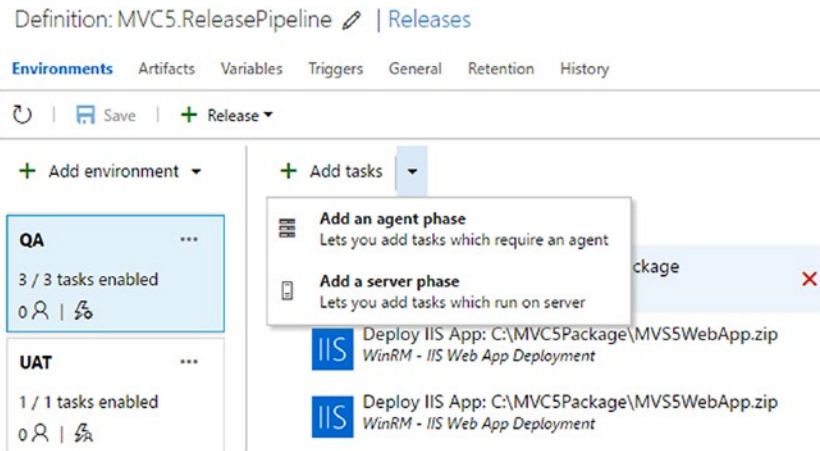 Definition: MVC5.ReleasePipeline | Releases
Environments Artifacts Variables Triggers General Retention History
Save | + Release
+ Add environment
+ Add tasks
Add an agent phase
Lets you add tasks which require an agent
Add a server phase
Lets you add tasks which run on server
QA ...
3 / 3 tasks enabled
0 |
UAT ...
1 / 1 tasks enabled
0 |
ckage
IIS Deploy IIS App: C:\MVC5Package\MVS5WebApp.zip
WinRM - IIS Web App Deployment
IIS Deploy IIS App: C:\MVC5Package\MVS5WebApp.zip
WinRM - IIS Web App Deployment